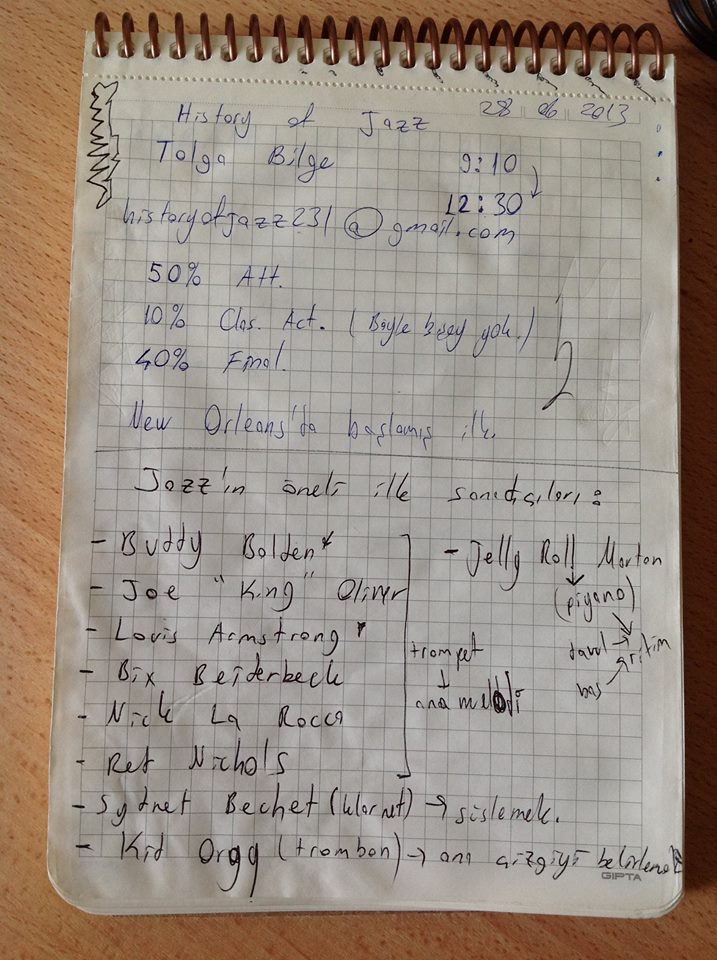 28 06 2013
History of Jazz
Tolga Bilge
9:10
12:30
historyofjazz231@gmail.com
50% Att.
10% Clas. Act. (Böyle bişey yok.)
40% Final.
New Orleans'da başlamış ilk.
Jazz'ın öneli ilk sanatçıları:
- Buddy Bolden*
- Joe "King" Oliver
- Louis Armstrong*
- Bix Beiderbeck
- Nick La Rocca
- Ret Nichols
trompet
↓
ana melodi
- Jelly Roll Morton
(piyano)
davul → ritim
bas
- Sydnet Bechet (klarnet) → süslemek.
- Kid Orgy (trombon) → ana çizgiyi belirlemek
GIPTA